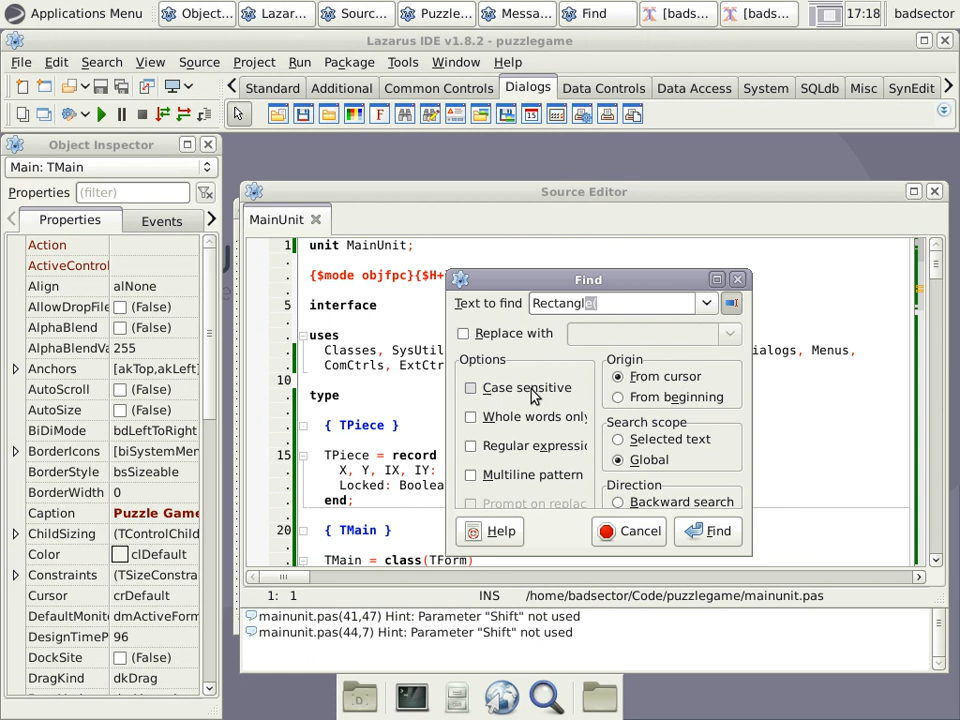 Applications Menu Object... Lazar... Sourc... Puzzle... Messa... Find [bads... [bads... 17:18 badsector
Lazarus IDE v1.8.2 - puzzlegame
File Edit Search View Source Project Run Package Tools Window Help
Standard Additional Common Controls Dialogs Data Controls Data Access System SQLdb Misc SynEdit
Object Inspector
Main: TMain
Properties (filter)
Properties Events
Action
ActiveControl
Align alNone
AllowDropFile (False)
AlphaBlend (False)
AlphaBlendVa 255
Anchors [akTop,akLeft]
AutoScroll (False)
AutoSize (False)
BiDiMode bdLeftToRight
BorderIcons [biSystemMen
BorderStyle bsSizeable
BorderWidth 0
Caption Puzzle Game
ChildSizing (TControlChild
Color clDefault
Constraints (TSizeConstra
Cursor crDefault
DefaultMonito dmActiveForm
DesignTimeP 96
DockSite (False)
DragKind dkDrag
Source Editor
MainUnit
1 unit MainUnit;
{$mode objfpc}{$H+
5 interface
uses
Classes, SysUtil ialogs, Menus,
ComCtrls, ExtCtr
10
type
{ TPiece }
15 TPiece = record
X, Y, IX, IY:
Locked: Boolea
end;
20 { TMain }
TMain = class(TForm)
1: 1 INS /home/badsector/Code/puzzlegame/mainunit.pas
mainunit.pas(41,47) Hint: Parameter "Shift" not used
mainunit.pas(44,7) Hint: Parameter "Shift" not used
Find
Text to find Rectangle(
Replace with
Options
Case sensitive
Whole words only
Regular expressio
Multiline pattern
Prompt on replac
Origin
From cursor
From beginning
Search scope
Selected text
Global
Direction
Backward search
Help Cancel Find